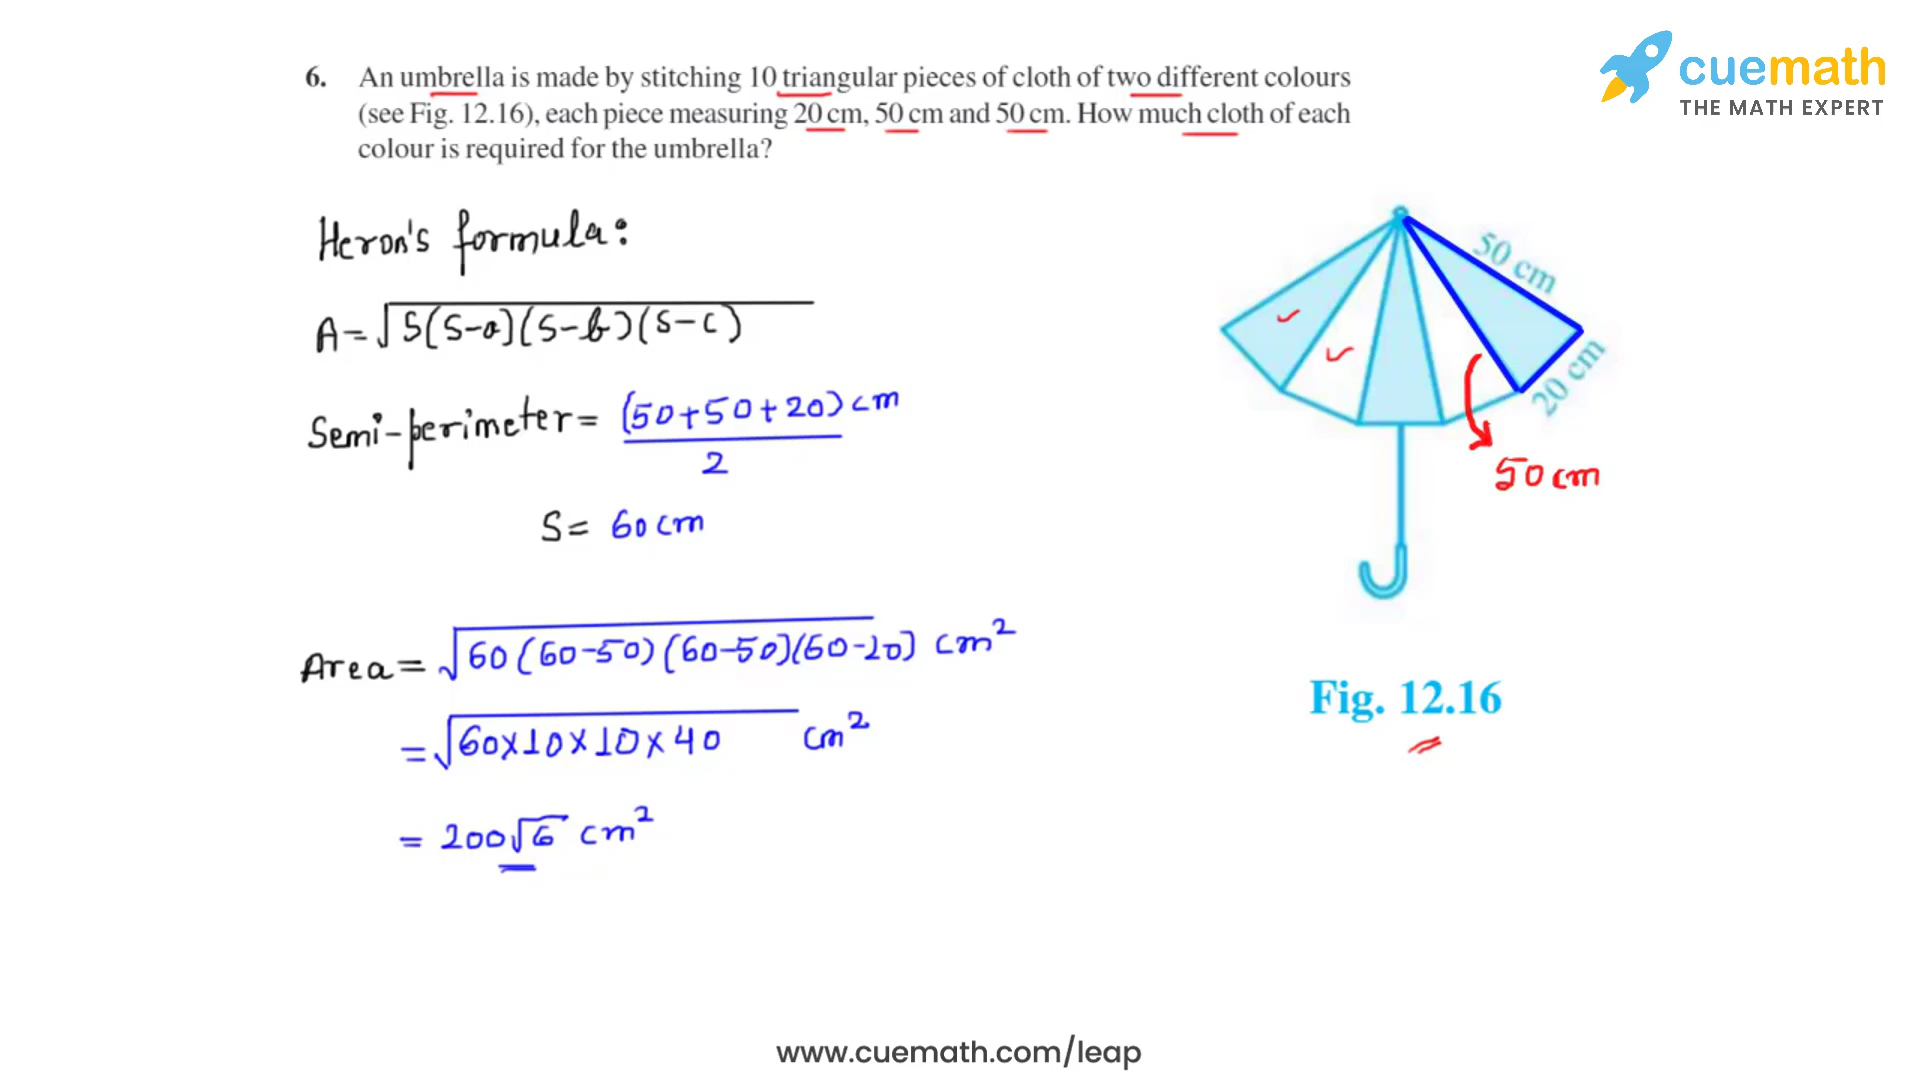 cuemath
THE MATH EXPERT
6. An umbrella is made by stitching 10 triangular pieces of cloth of two different colours
(see Fig. 12.16), each piece measuring 20 cm, 50 cm and 50 cm. How much cloth of each
colour is required for the umbrella?
Heron's formula:
A = √S(S-a)(S-b)(S-c)
Semi-perimeter = (50+50+20) cm
2
S = 60 cm
Area = √60(60-50)(60-50)(60-20) cm²
= √60×10×10×40 cm²
= 200√6 cm²
50 cm
20 cm
50 cm
Fig. 12.16
www.cuemath.com/leap